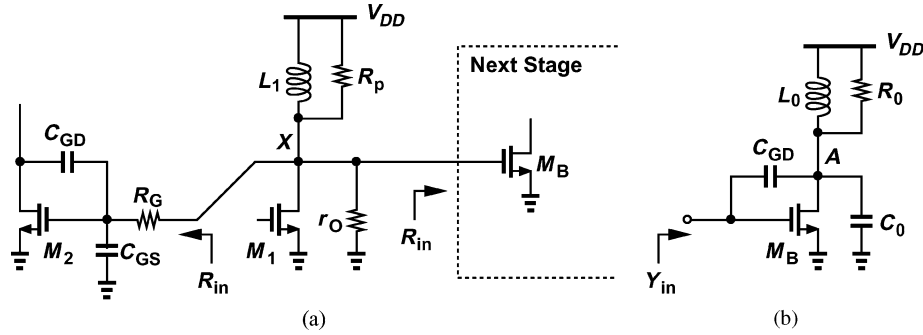 V_DD
L_1
R_p
Next Stage
C_GD
X
M_B
R_G
r_O
R_in
M_2
C_GS
R_in
M_1
(a)
V_DD
L_0
R_0
C_GD
A
C_0
M_B
Y_in
(b)